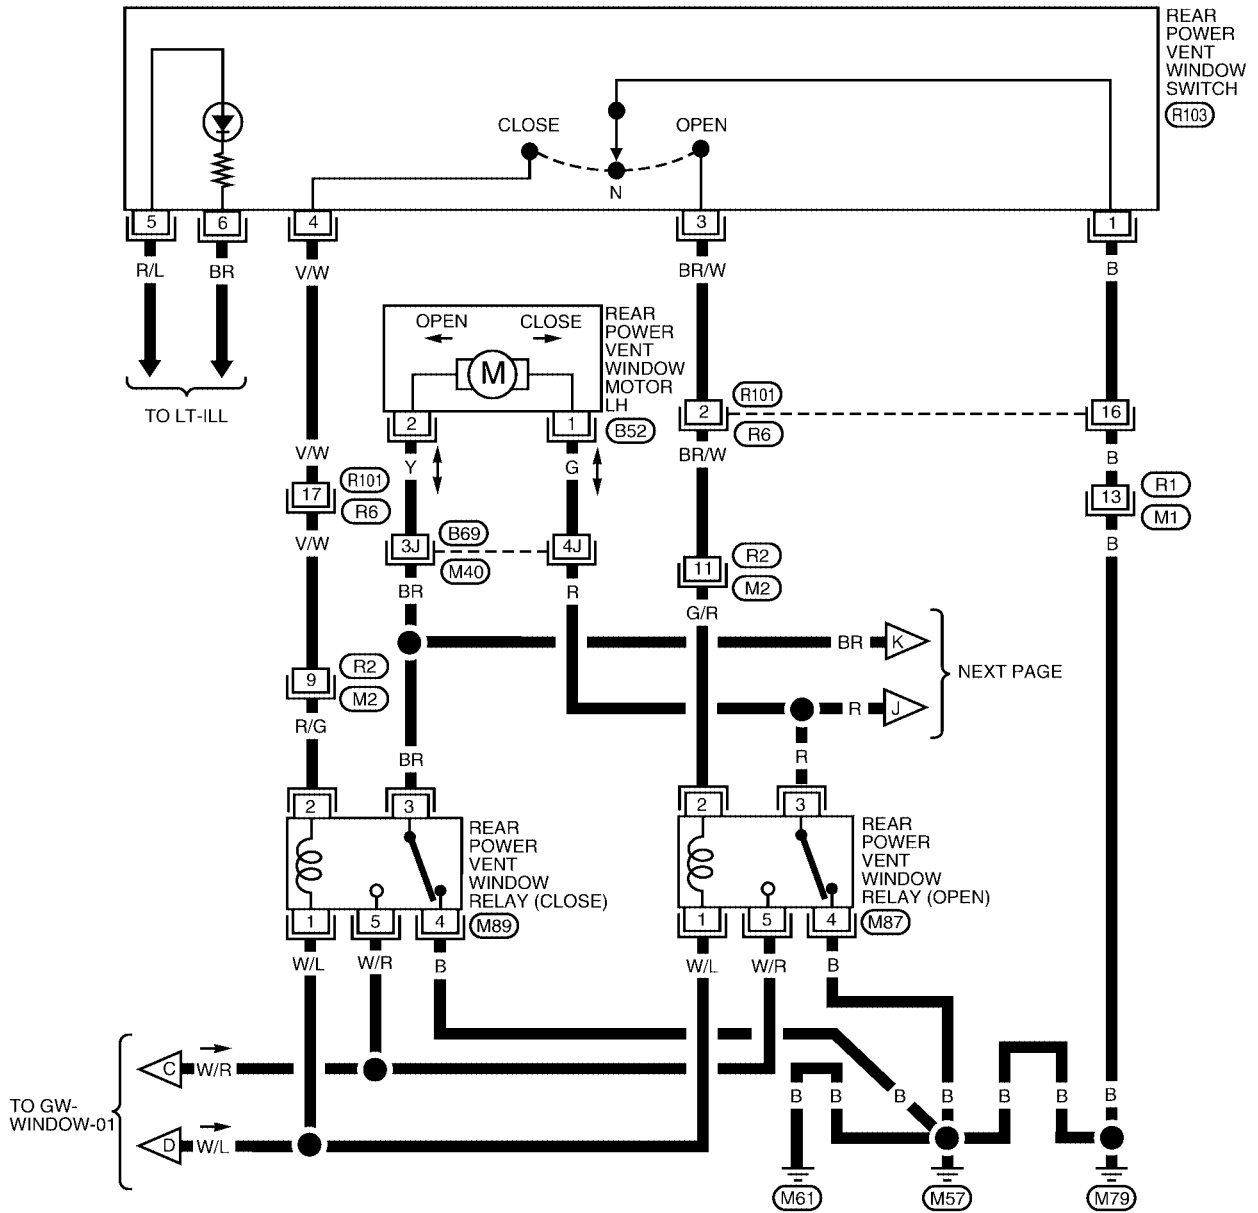 REAR
POWER
VENT
WINDOW
SWITCH
R103
CLOSE
OPEN
N
5
6
4
3
1
R/L
BR
V/W
BR/W
B
TO LT-ILL
OPEN
CLOSE
M
REAR
POWER
VENT
WINDOW
MOTOR
LH
2
1
B52
2
R101
R6
16
V/W
Y
G
BR/W
B
17
R101
R6
13
R1
M1
V/W
3J
B69
M40
4J
11
R2
M2
B
BR
R
G/R
BR
K
NEXT PAGE
9
R2
M2
R
J
R/G
BR
R
2
3
2
3
REAR
POWER
VENT
WINDOW
RELAY (CLOSE)
M89
REAR
POWER
VENT
WINDOW
RELAY (OPEN)
M87
1
5
4
1
5
4
W/L
W/R
B
W/L
W/R
B
TO GW-
WINDOW-01
C
W/R
D
W/L
B
B
B
B
B
B
B
M61
M57
M79